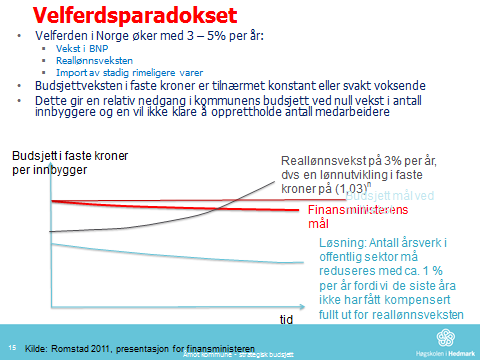 Velferdsparadokset
• Velferden i Norge øker med 3 – 5% per år:
• Vekst i BNP
• Reallønnsveksten
• Import av stadig rimeligere varer
• Budsjettveksten i faste kroner er tilnærmet konstant eller svakt voksende
• Dette gir en relativ nedgang i kommunens budsjett ved null vekst i antall
innbyggere og en vil ikke klare å opprettholde antall medarbeidere
Budsjett i faste kroner
per innbygger
Reallønnsvekst på 3% per år,
dvs en lønnutvikling i faste
kroner på (1,03)n
Budsjett mål ved
Finansministerens
mål
Løsning: Antall årsverk i
offentlig sektor må
reduseres med ca. 1 %
per år fordi vi de siste åra
ikke har fått kompensert
fullt ut for reallønnsveksten
tid
15
Kilde: Romstad 2011, presentasjon for finansministeren
Åmot kommune – strategisk budsjett
Høgskolen i Hedmark